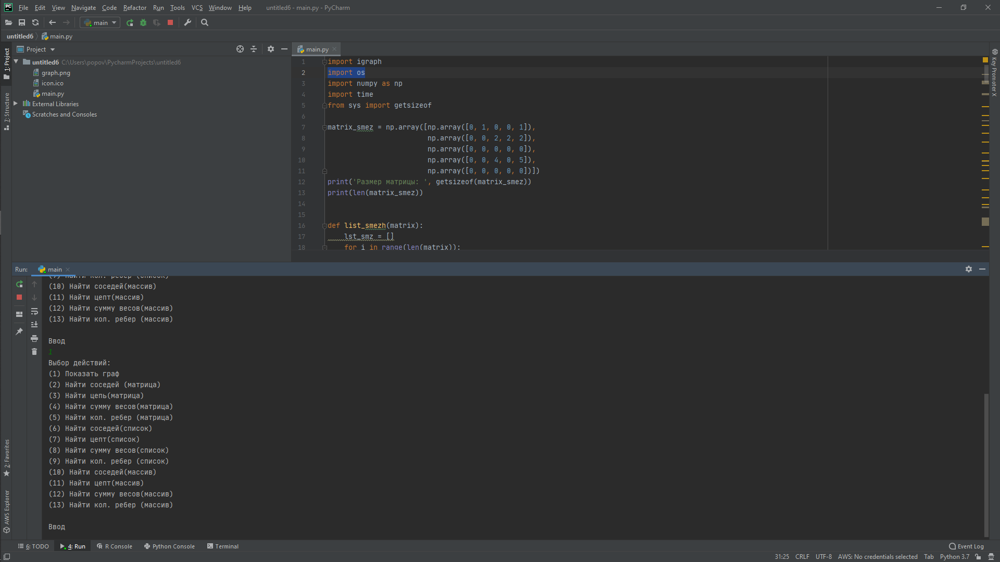 File Edit View Navigate Code Refactor Run Tools VCS Window Help untitled6 - main.py - PyCharm
main
untitled6 main.py
Project
main.py
untitled6 C:\Users\popov\PycharmProjects\untitled6
graph.png
icon.ico
main.py
External Libraries
Scratches and Consoles
1: Project
7: Structure
2: Favorites
AWS Explorer
Key Promoter X
1 import igraph
2 import os
3 import numpy as np
4 import time
5 from sys import getsizeof
6
7 matrix_smez = np.array([np.array([0, 1, 0, 0, 1]),
8 np.array([0, 0, 2, 2, 2]),
9 np.array([0, 0, 0, 0, 0]),
10 np.array([0, 0, 4, 0, 5]),
11 np.array([0, 0, 0, 0, 0])])
12 print('Размер матрицы: ', getsizeof(matrix_smez))
13 print(len(matrix_smez))
14
15
16 def list_smezh(matrix):
17 lst_smz = []
18 for i in range(len(matrix)):
Run: main
(9) Найти кол. ребер (список)
(10) Найти соседей(массив)
(11) Найти цепт(массив)
(12) Найти сумму весов(массив)
(13) Найти кол. ребер (массив)
Ввод
1
Выбор действий:
(1) Показать граф
(2) Найти соседей (матрица)
(3) Найти цепь(матрица)
(4) Найти сумму весов(матрица)
(5) Найти кол. ребер (матрица)
(6) Найти соседей(список)
(7) Найти цепт(список)
(8) Найти сумму весов(список)
(9) Найти кол. ребер (список)
(10) Найти соседей(массив)
(11) Найти цепт(массив)
(12) Найти сумму весов(массив)
(13) Найти кол. ребер (массив)
Ввод
6: TODO 4: Run R Console Python Console Terminal Event Log
31:25 CRLF UTF-8 AWS: No credentials selected Tab Python 3.7